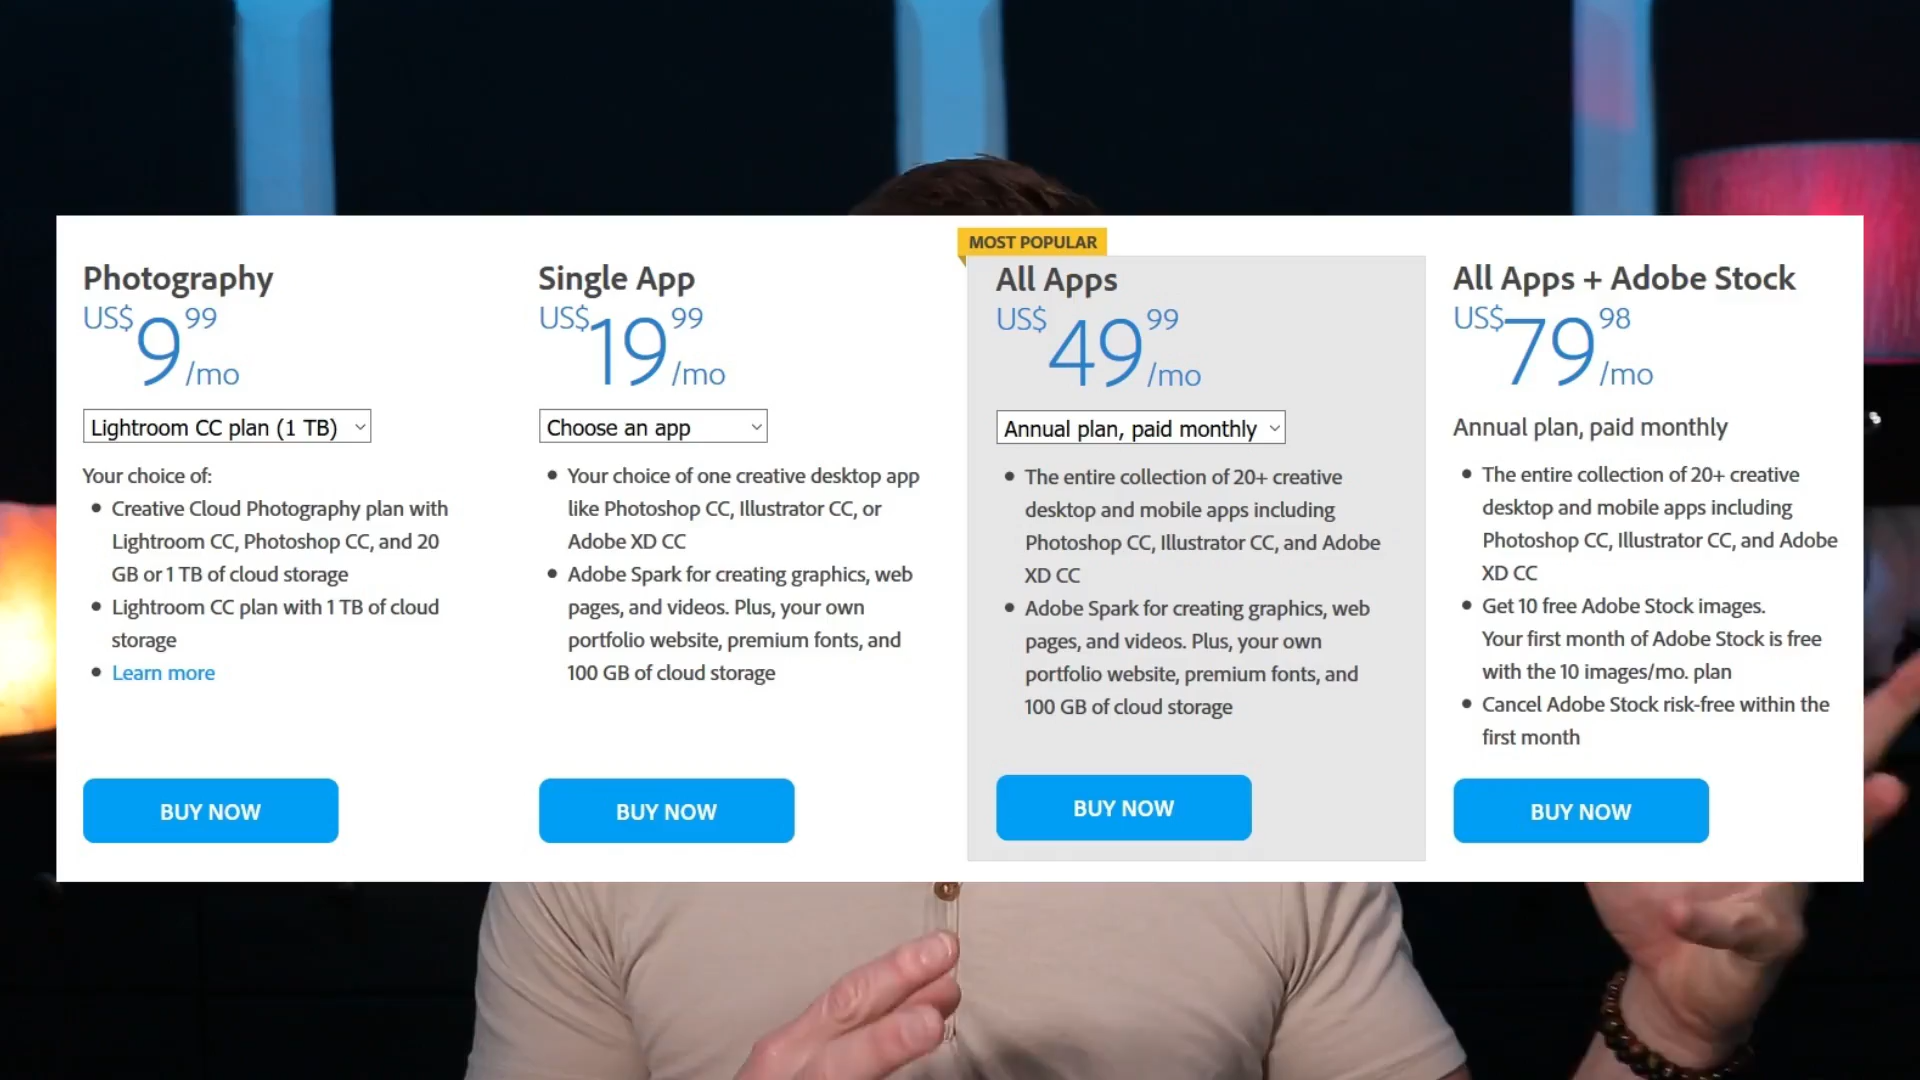 Photography
US$ 9 99 /mo
Lightroom CC plan (1 TB)
Your choice of:
• Creative Cloud Photography plan with
Lightroom CC, Photoshop CC, and 20
GB or 1 TB of cloud storage
• Lightroom CC plan with 1 TB of cloud
storage
• Learn more
BUY NOW
Single App
US$ 19 99 /mo
Choose an app
• Your choice of one creative desktop app
like Photoshop CC, Illustrator CC, or
Adobe XD CC
• Adobe Spark for creating graphics, web
pages, and videos. Plus, your own
portfolio website, premium fonts, and
100 GB of cloud storage
BUY NOW
MOST POPULAR
All Apps
US$ 49 99 /mo
Annual plan, paid monthly
• The entire collection of 20+ creative
desktop and mobile apps including
Photoshop CC, Illustrator CC, and Adobe
XD CC
• Adobe Spark for creating graphics, web
pages, and videos. Plus, your own
portfolio website, premium fonts, and
100 GB of cloud storage
BUY NOW
All Apps + Adobe Stock
US$ 79 98 /mo
Annual plan, paid monthly
• The entire collection of 20+ creative
desktop and mobile apps including
Photoshop CC, Illustrator CC, and Adobe
XD CC
• Get 10 free Adobe Stock images.
Your first month of Adobe Stock is free
with the 10 images/mo. plan
• Cancel Adobe Stock risk-free within the
first month
BUY NOW